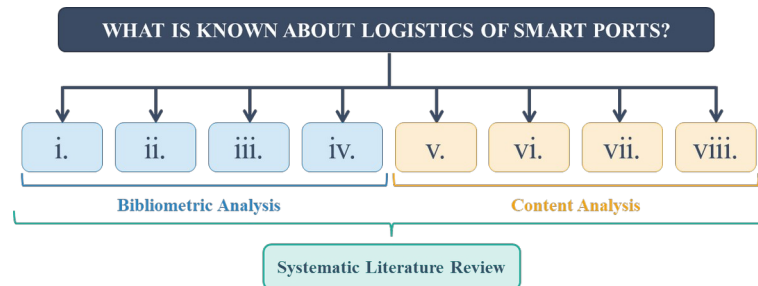 WHAT IS KNOWN ABOUT LOGISTICS OF SMART PORTS?
i. ii. iii. iv. v. vi. vii. viii.
Bibliometric Analysis Content Analysis
Systematic Literature Review